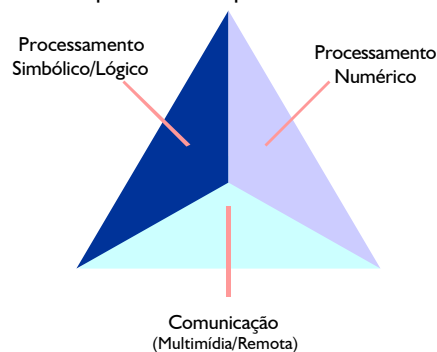 Processamento
Simbólico/Lógico
Processamento
Numérico
Comunicação
(Multimídia/Remota)